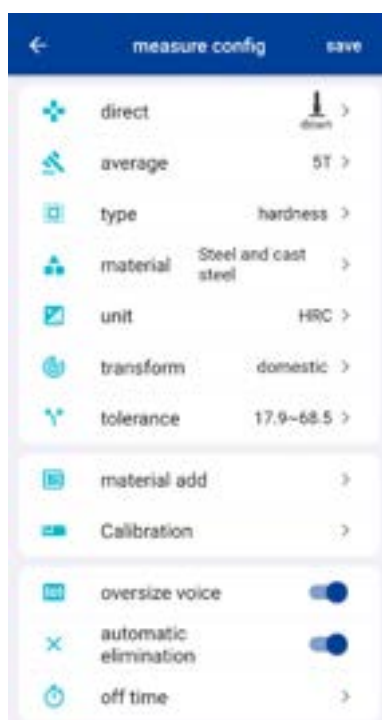 measure config save
direct down
average 5T
type hardness
material Steel and cast
steel
unit HRC
transform domestic
tolerance 17.9~68.5
material add
Calibration
oversize voice
automatic
elimination
off time